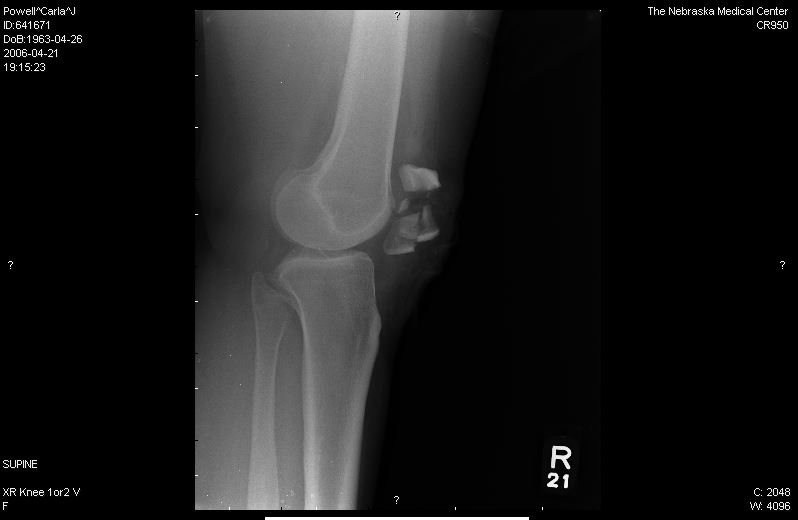 Powell^Carla^J
ID:641671
DoB:1963-04-26
2006-04-21
19:15:23
The Nebraska Medical Center
CR950
?
?
?
?
R
21
SUPINE
XR Knee 1or2 V
F
C: 2048
W: 4096